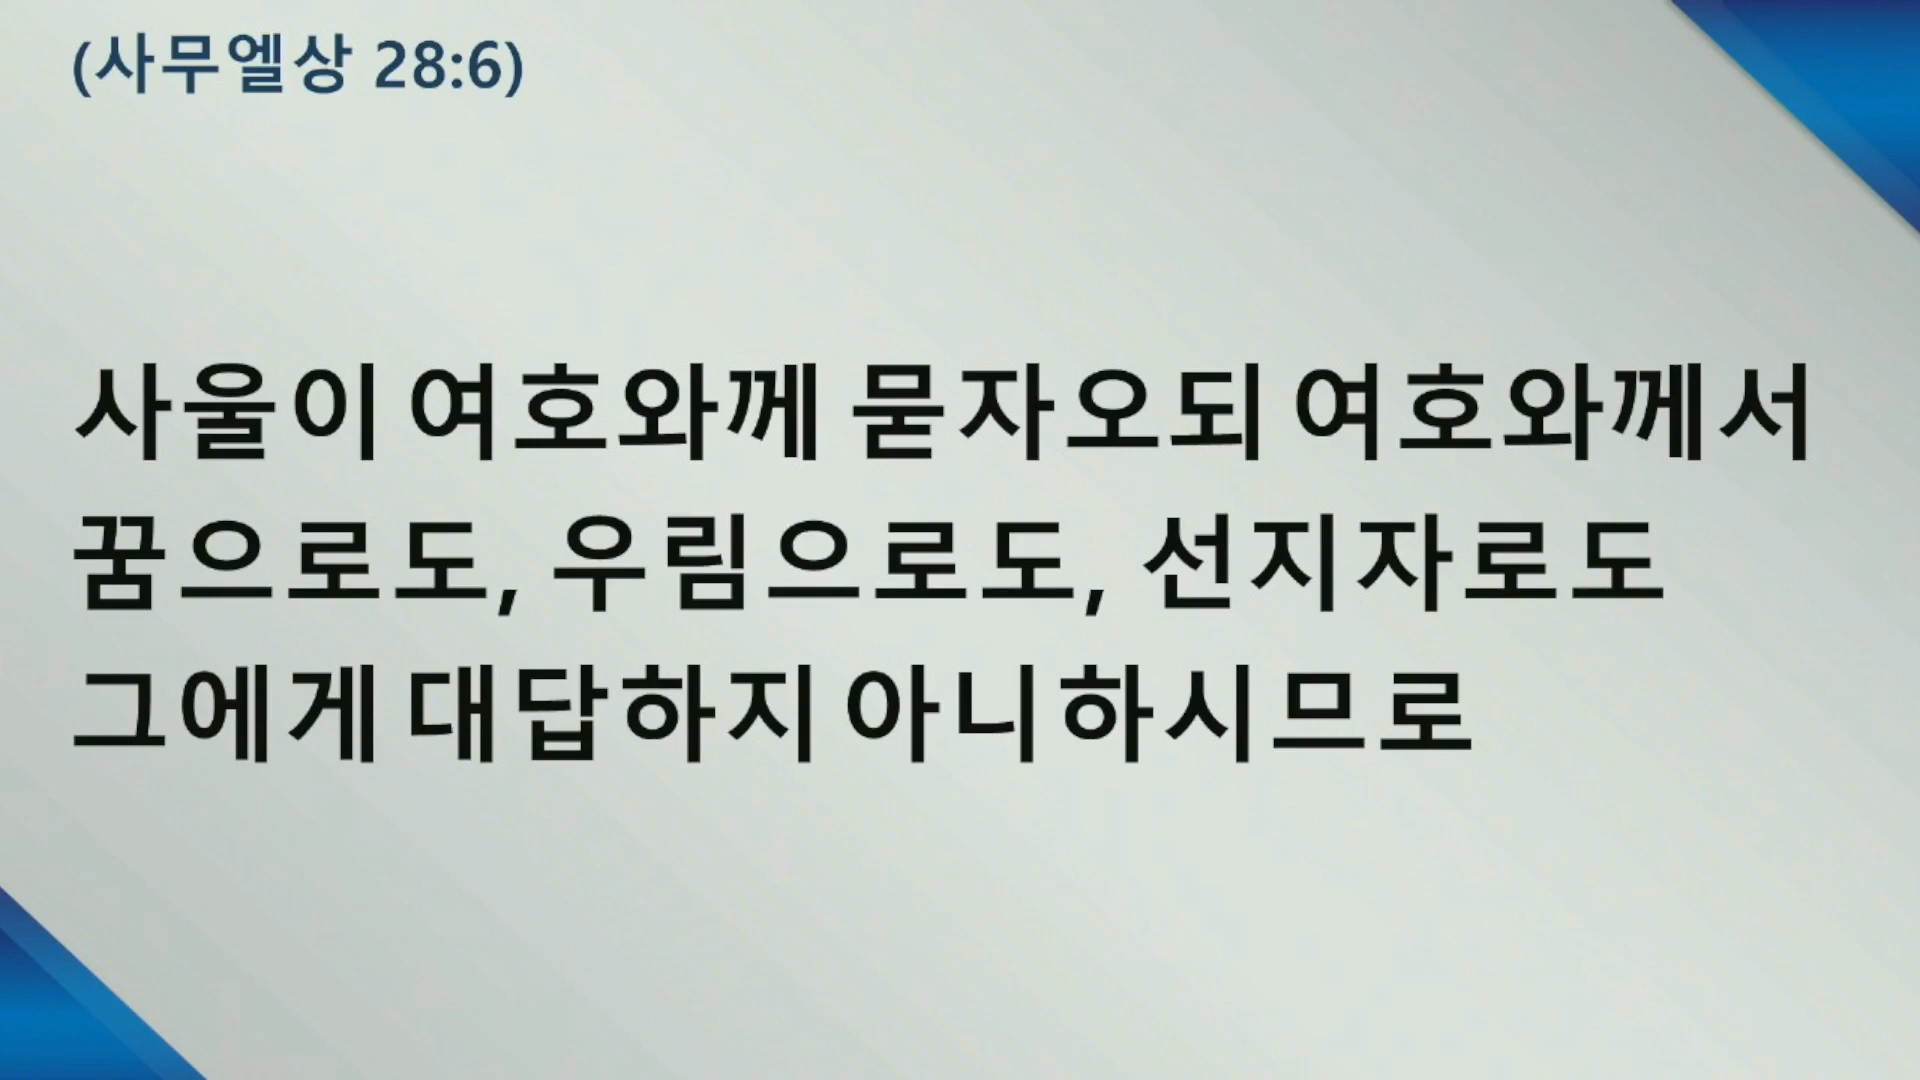 (사무엘상 28:6)
사울이 여호와께 묻자오되 여호와께서
꿈으로도, 우림으로도, 선지자로도
그에게 대답하지 아니하시므로